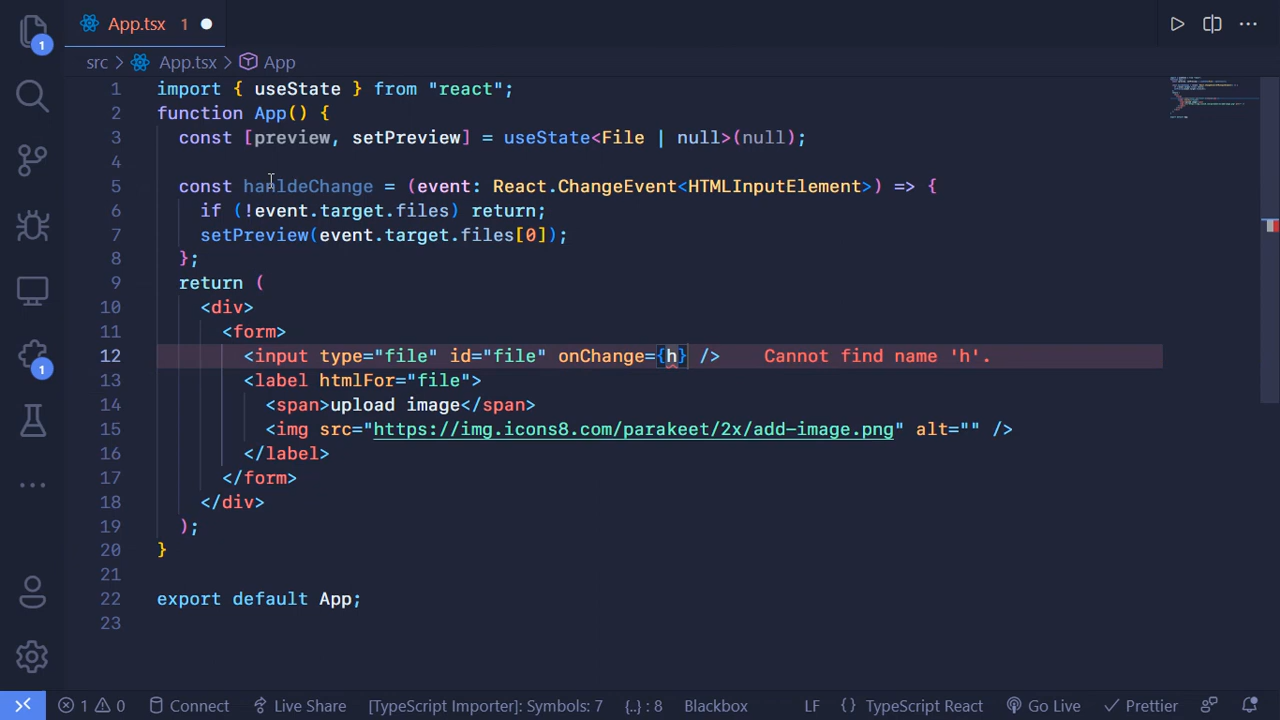 App.tsx 1
src > App.tsx > App
1 import { useState } from "react";
2 function App() {
3 const [preview, setPreview] = useState<File | null>(null);
4
5 const hanldeChange = (event: React.ChangeEvent<HTMLInputElement>) => {
6 if (!event.target.files) return;
7 setPreview(event.target.files[0]);
8 };
9 return (
10 <div>
11 <form>
12 <input type="file" id="file" onChange={h} /> Cannot find name 'h'.
13 <label htmlFor="file">
14 <span>upload image</span>
15 <img src="https://img.icons8.com/parakeet/2x/add-image.png" alt="" />
16 </label>
17 </form>
18 </div>
19 );
20 }
21
22 export default App;
23
1
1
1 0 Connect Live Share [TypeScript Importer]: Symbols: 7 {..} : 8 Blackbox LF {} TypeScript React Go Live Prettier